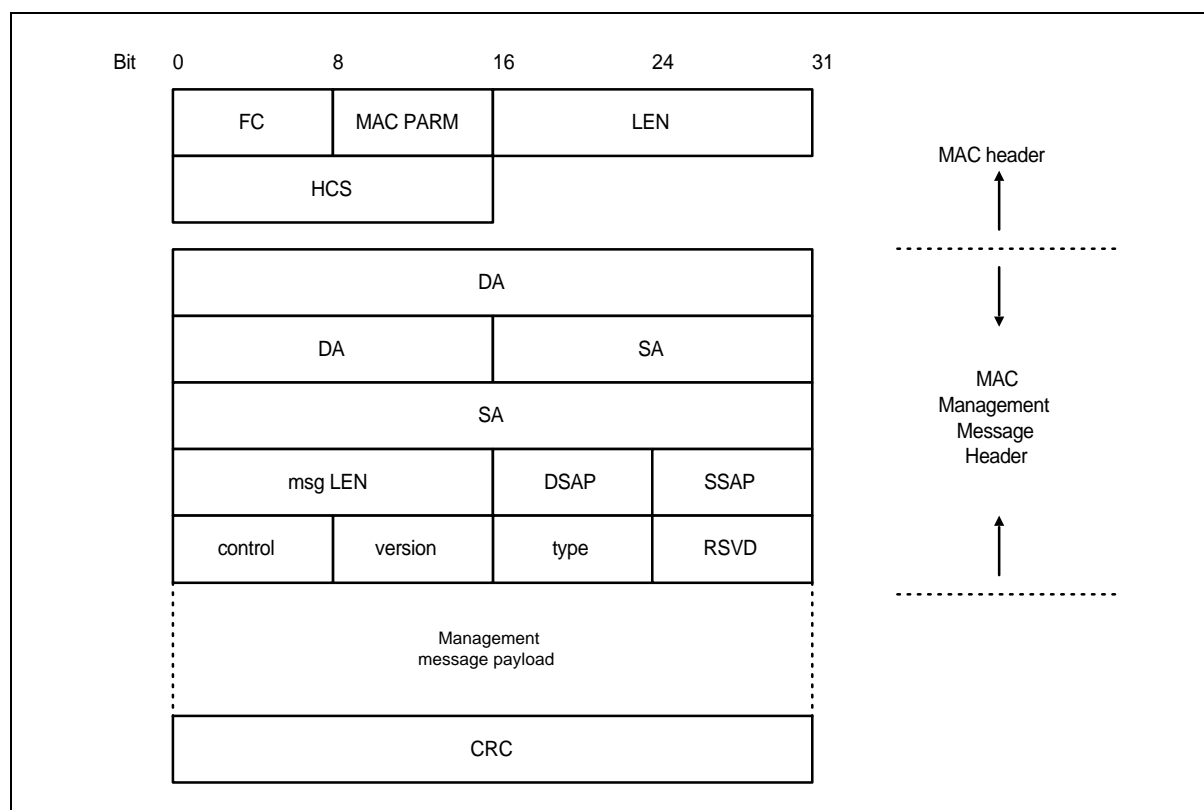 Bit 0 8 16 24 31
FC MAC PARM LEN
HCS
MAC header
DA
DA SA
SA
MAC
Management
Message
Header
msg LEN DSAP SSAP
control version type RSVD
Management
message payload
CRC